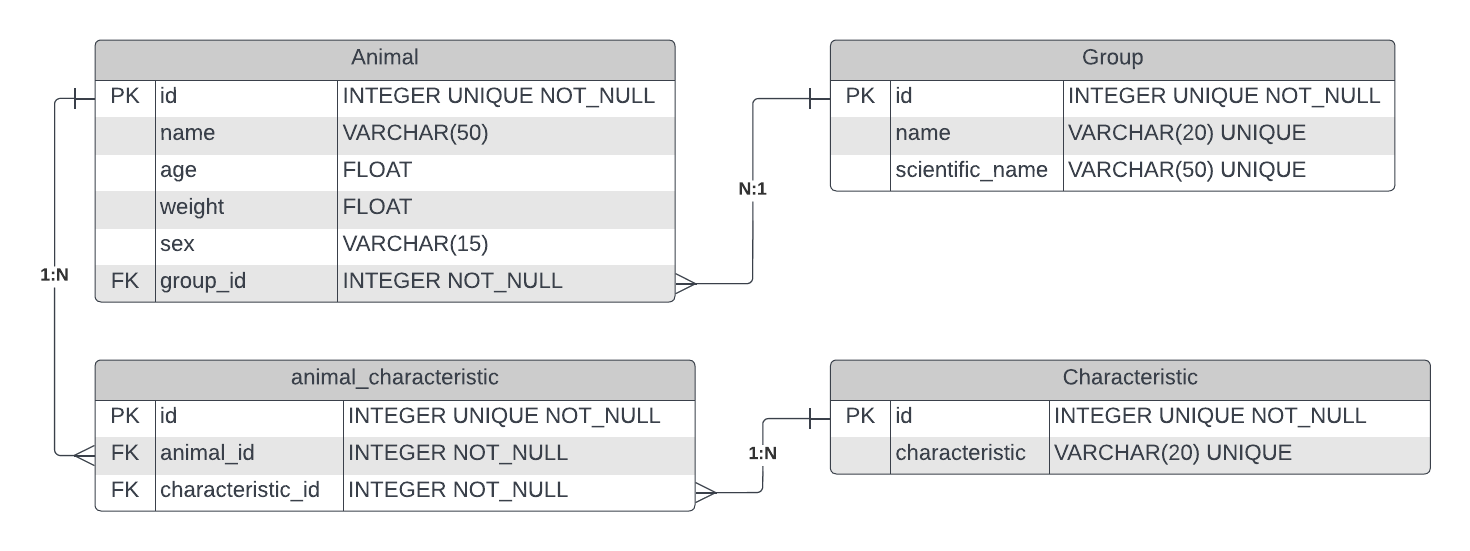 Animal
PK id INTEGER UNIQUE NOT_NULL
name VARCHAR(50)
age FLOAT
weight FLOAT
sex VARCHAR(15)
FK group_id INTEGER NOT_NULL
Group
PK id INTEGER UNIQUE NOT_NULL
name VARCHAR(20) UNIQUE
scientific_name VARCHAR(50) UNIQUE
N:1
1:N
animal_characteristic
PK id INTEGER UNIQUE NOT_NULL
FK animal_id INTEGER NOT_NULL
FK characteristic_id INTEGER NOT_NULL
1:N
Characteristic
PK id INTEGER UNIQUE NOT_NULL
characteristic VARCHAR(20) UNIQUE